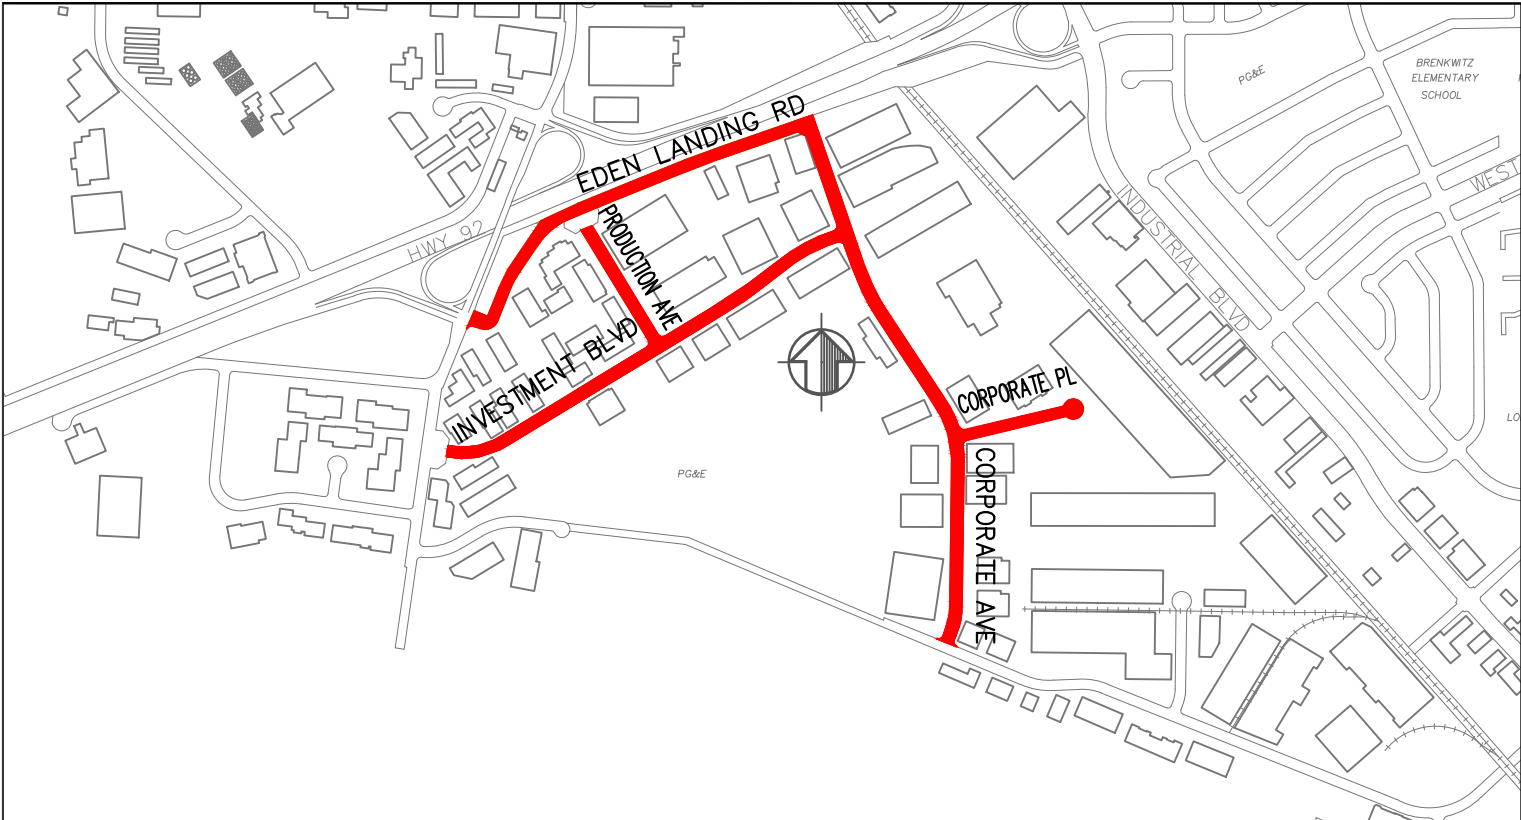 BRENKWITZ
ELEMENTARY
SCHOOL
PG&E
EDEN LANDING RD
WEST
INDUSTRIAL BLVD
HWY 92
PRODUCTION AVE
INVESTMENT BLVD
CORPORATE PL
LO
PG&E
CORPORATE AVE